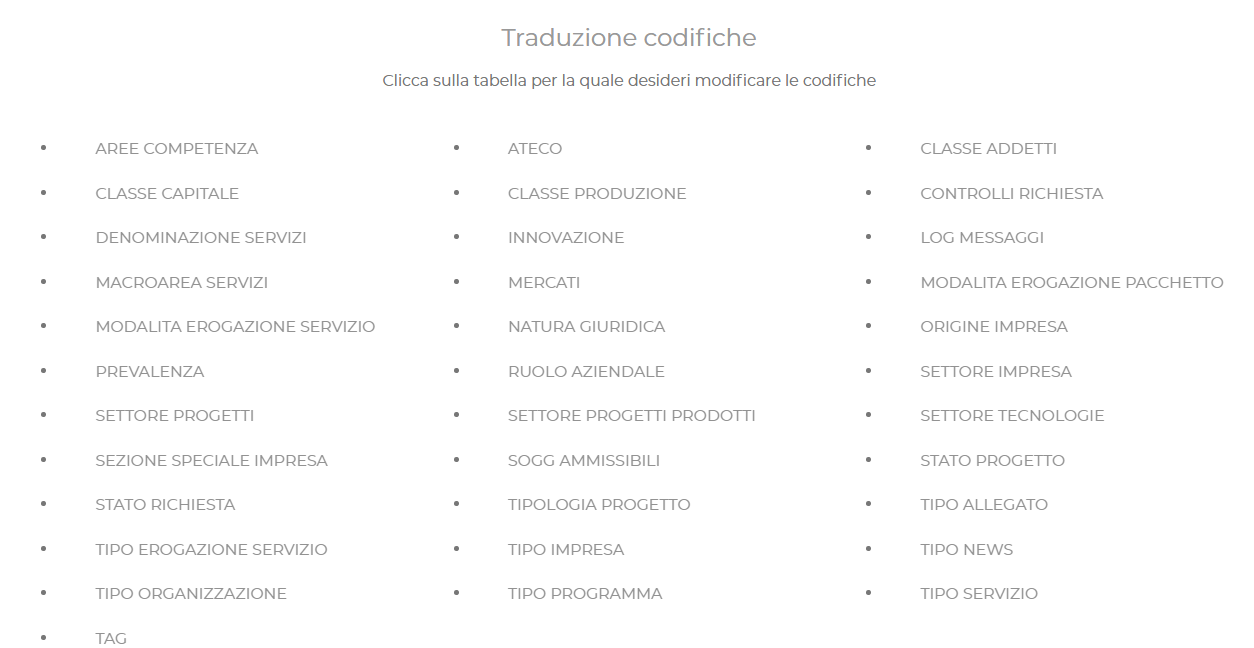 Traduzione codifiche
Clicca sulla tabella per la quale desideri modificare le codifiche
• AREE COMPETENZA • ATECO • CLASSE ADDETTI
• CLASSE CAPITALE • CLASSE PRODUZIONE • CONTROLLI RICHIESTA
• DENOMINAZIONE SERVIZI • INNOVAZIONE • LOG MESSAGGI
• MACROAREA SERVIZI • MERCATI • MODALITA EROGAZIONE PACCHETTO
• MODALITA EROGAZIONE SERVIZIO • NATURA GIURIDICA • ORIGINE IMPRESA
• PREVALENZA • RUOLO AZIENDALE • SETTORE IMPRESA
• SETTORE PROGETTI • SETTORE PROGETTI PRODOTTI • SETTORE TECNOLOGIE
• SEZIONE SPECIALE IMPRESA • SOGG AMMISSIBILI • STATO PROGETTO
• STATO RICHIESTA • TIPOLOGIA PROGETTO • TIPO ALLEGATO
• TIPO EROGAZIONE SERVIZIO • TIPO IMPRESA • TIPO NEWS
• TIPO ORGANIZZAZIONE • TIPO PROGRAMMA • TIPO SERVIZIO
• TAG